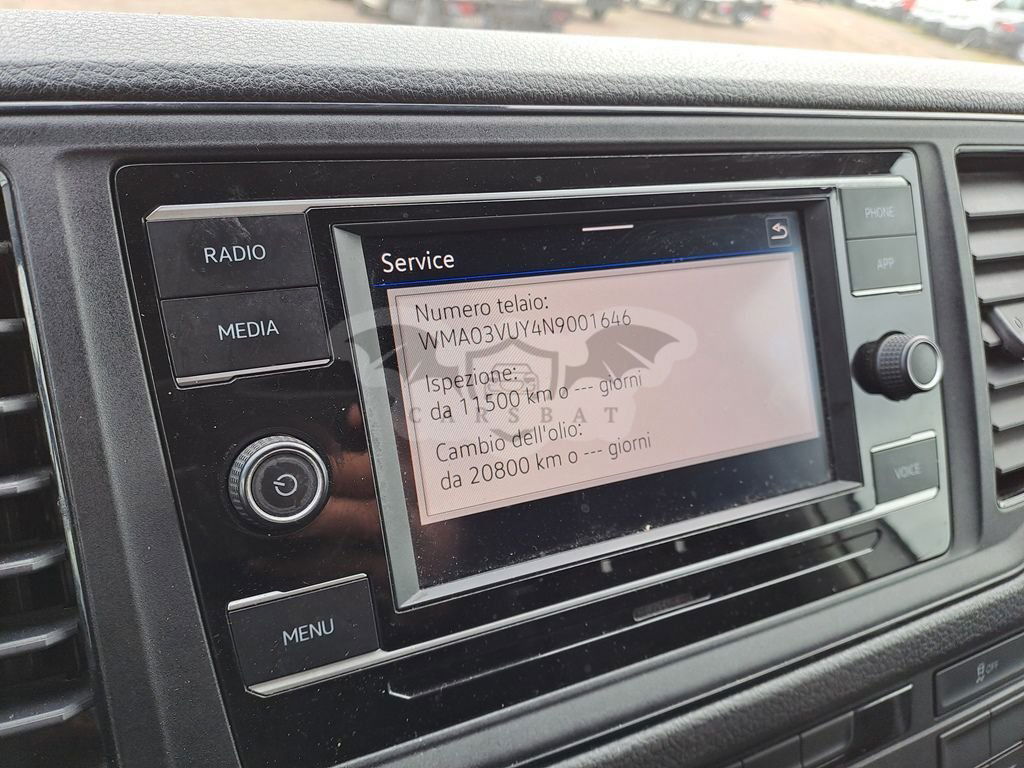 RADIO
MEDIA
MENU
Service
Numero telaio:
WMA03VUY4N9001646
Ispezione:
da 11500 km o --- giorni
Cambio dell'olio:
da 20800 km o --- giorni
CARSBAT
PHONE
APP
VOICE
OFF